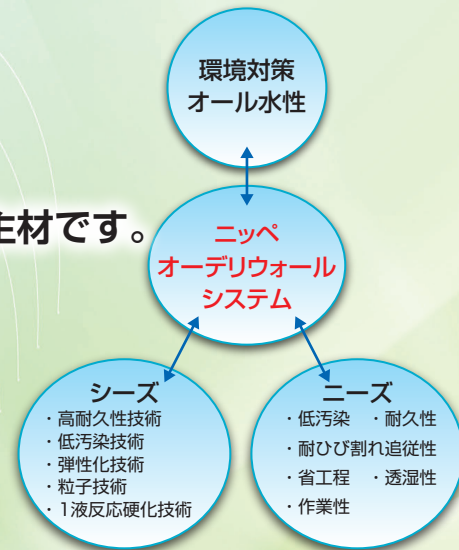 環境対策
オール水性
生材です。
ニッペ
オーデリウォール
システム
シーズ
・高耐久性技術
・低汚染技術
・弾性化技術
・粒子技術
・1液反応硬化技術
ニーズ
・低汚染 ・耐久性
・耐ひび割れ追従性
・省工程 ・透湿性
・作業性